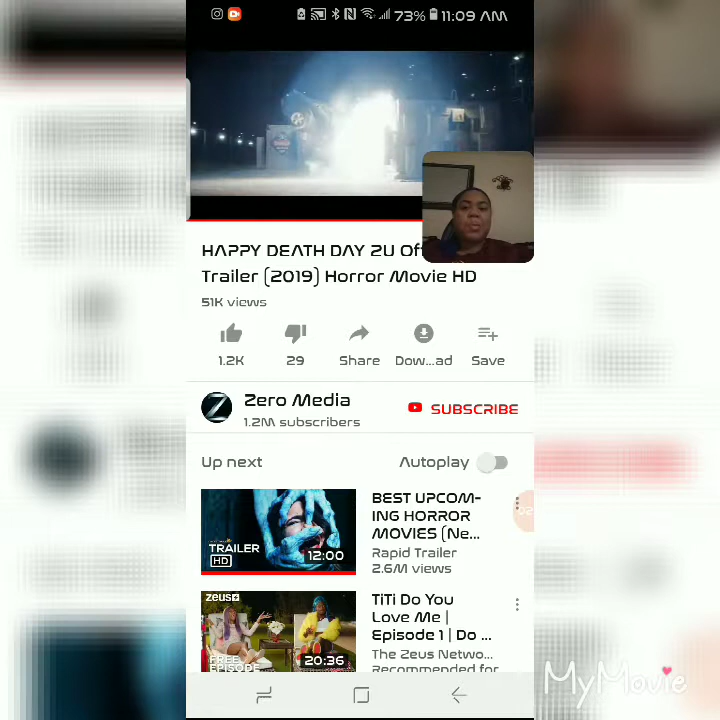 73% 11:09 AM
HAPPY DEATH DAY 2U Of
Trailer (2019) Horror Movie HD
51K views
1.2K 29 Share Dow...ad Save
Zero Media
1.2M subscribers
SUBSCRIBE
Up next Autoplay
TRAILER
HD
12:00
BEST UPCOM-
ING HORROR
MOVIES (Ne...
Rapid Trailer
2.6M views
zeus
FREE
EPISODE
20:36
TiTi Do You
Love Me |
Episode 1 | Do ...
The Zeus Netwo...
Recommended for
MyMovie